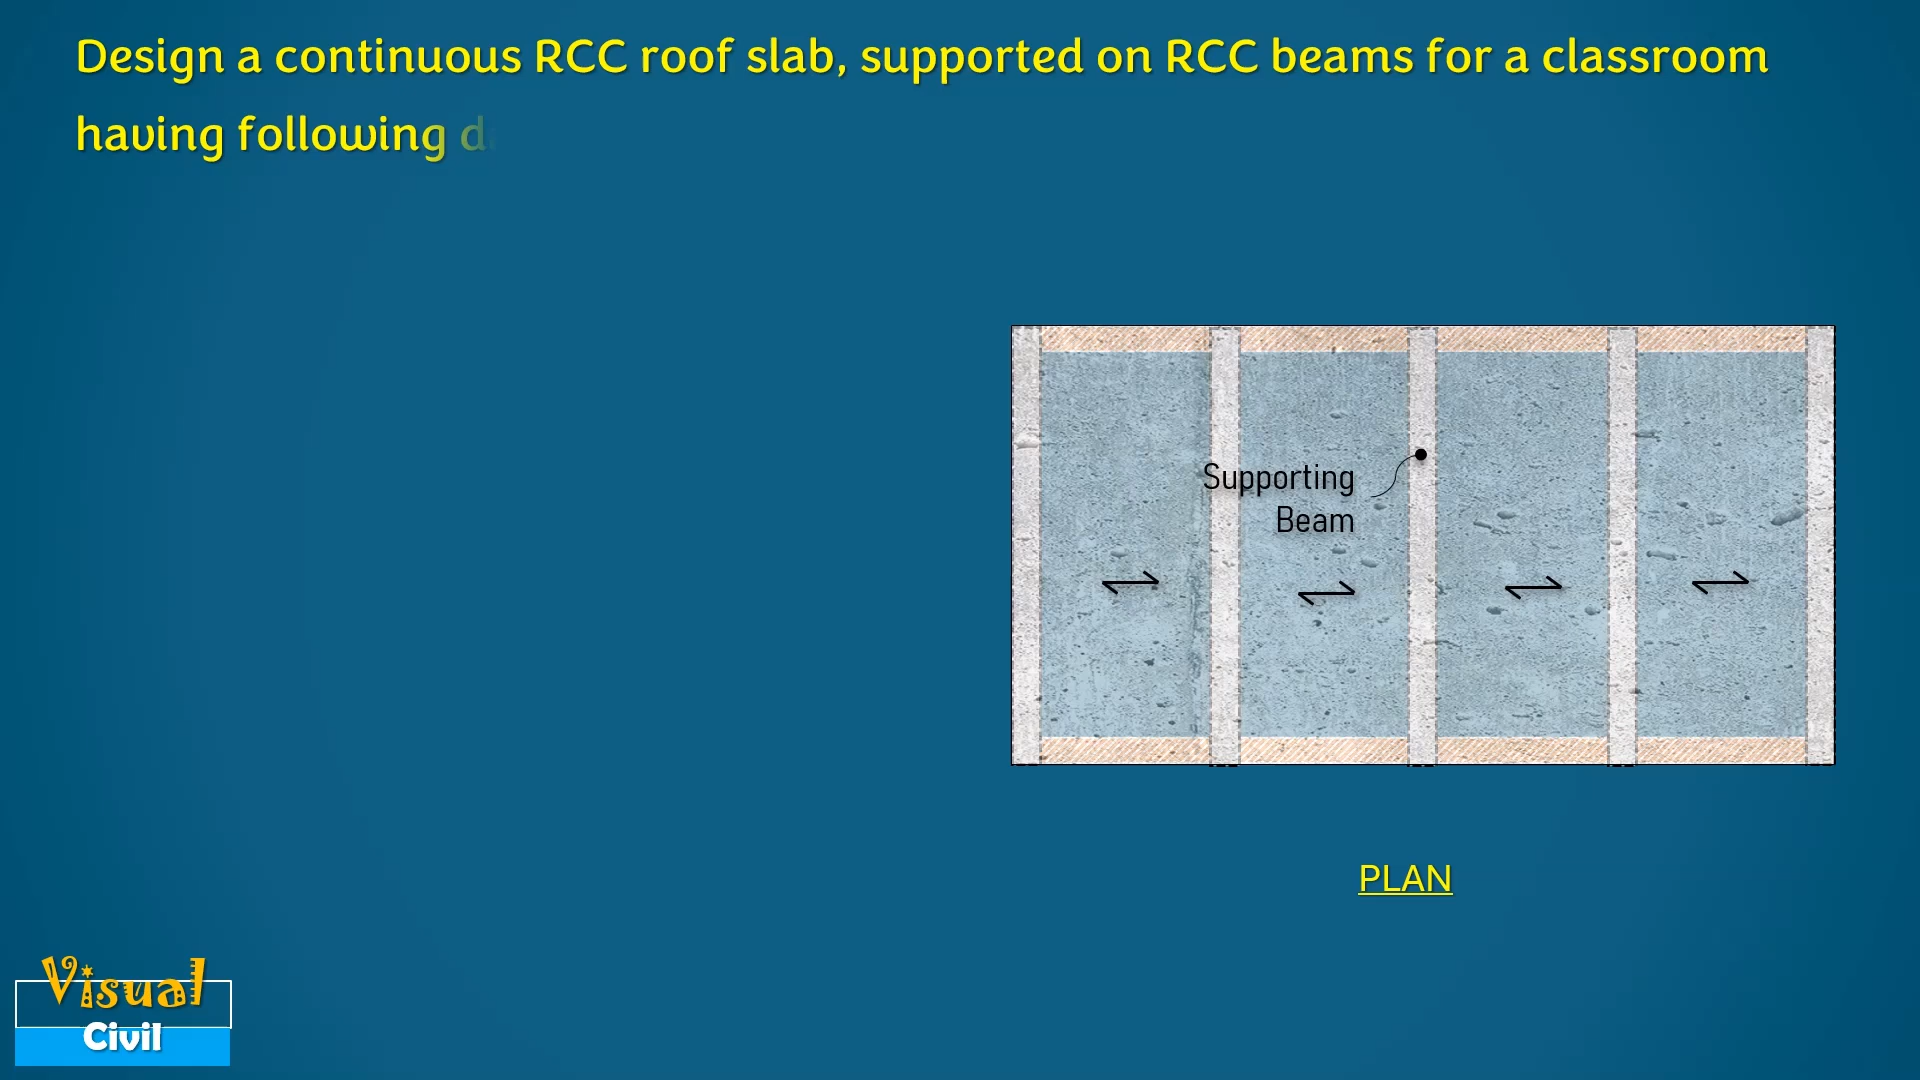 Design a continuous RCC roof slab, supported on RCC beams for a classroom
having following
Supporting
Beam
PLAN
Visual
Civil